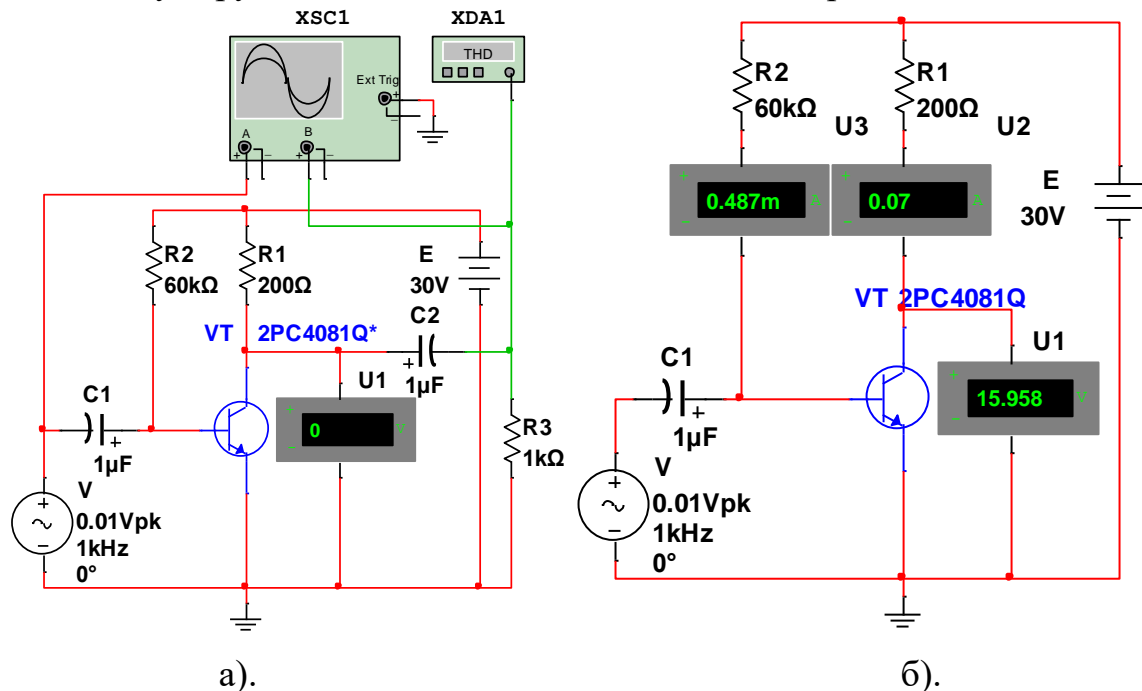 XSC1
XDA1
THD
Ext Trig
A
B
R2
60kΩ
R1
200Ω
E
30V
C2
1µF
VT 2PC4081Q*
U1
0
V
C1
1µF
R3
1kΩ
V
0.01Vpk
1kHz
0°
а).
R2
60kΩ
R1
200Ω
U3
U2
0.487m
A
0.07
A
E
30V
VT 2PC4081Q
U1
15.958
V
C1
1µF
V
0.01Vpk
1kHz
0°
б).